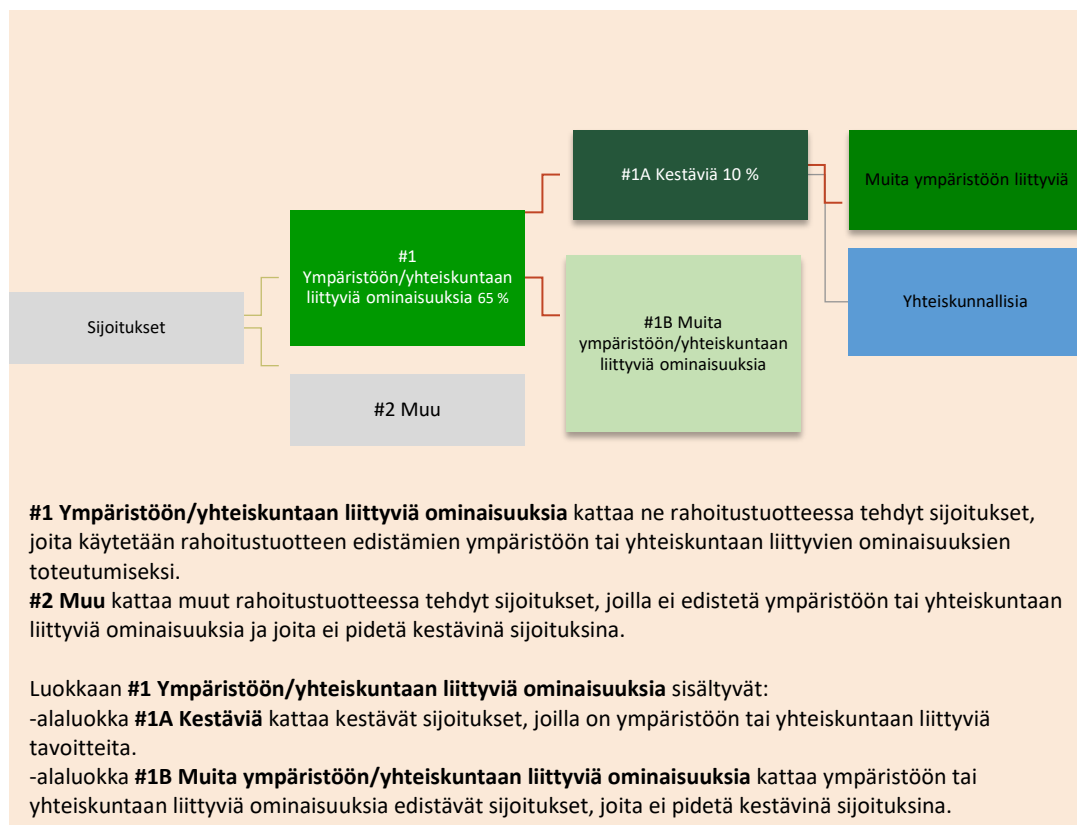 #1A Kestäviä 10 %
Muita ympäristöön liittyviä
#1
Ympäristöön/yhteiskuntaan
liittyviä ominaisuuksia 65 %
Sijoitukset
Yhteiskunnallisia
#1B Muita
ympäristöön/yhteiskuntaan
liittyviä ominaisuuksia
#2 Muu
#1 Ympäristöön/yhteiskuntaan liittyviä ominaisuuksia kattaa ne rahoitustuotteessa tehdyt sijoitukset,
joita käytetään rahoitustuotteen edistämien ympäristöön tai yhteiskuntaan liittyvien ominaisuuksien
toteutumiseksi.
#2 Muu kattaa muut rahoitustuotteessa tehdyt sijoitukset, joilla ei edistetä ympäristöön tai yhteiskuntaan
liittyviä ominaisuuksia ja joita ei pidetä kestävinä sijoituksina.
Luokkaan #1 Ympäristöön/yhteiskuntaan liittyviä ominaisuuksia sisältyvät:
-alaluokka #1A Kestäviä kattaa kestävät sijoitukset, joilla on ympäristöön tai yhteiskuntaan liittyviä
tavoitteita.
-alaluokka #1B Muita ympäristöön/yhteiskuntaan liittyviä ominaisuuksia kattaa ympäristöön tai
yhteiskuntaan liittyviä ominaisuuksia edistävät sijoitukset, joita ei pidetä kestävinä sijoituksina.